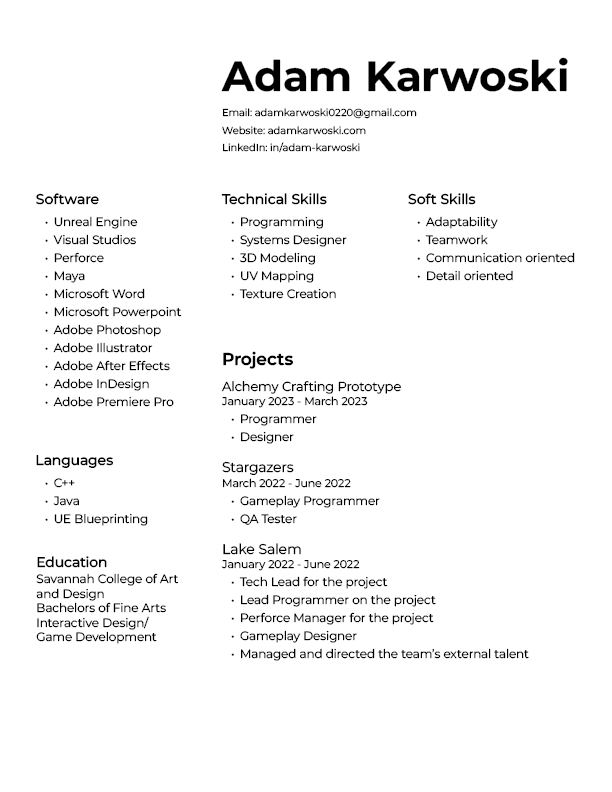 Adam Karwoski
Email: adamkarwoski0220@gmail.com
Website: adamkarwoski.com
LinkedIn: in/adam-karwoski
Software
• Unreal Engine
• Visual Studios
• Perforce
• Maya
• Microsoft Word
• Microsoft Powerpoint
• Adobe Photoshop
• Adobe Illustrator
• Adobe After Effects
• Adobe InDesign
• Adobe Premiere Pro
Languages
• C++
• Java
• UE Blueprinting
Education
Savannah College of Art
and Design
Bachelors of Fine Arts
Interactive Design/
Game Development
Technical Skills
• Programming
• Systems Designer
• 3D Modeling
• UV Mapping
• Texture Creation
Soft Skills
• Adaptability
• Teamwork
• Communication oriented
• Detail oriented
Projects
Alchemy Crafting Prototype
January 2023 - March 2023
• Programmer
• Designer
Stargazers
March 2022 - June 2022
• Gameplay Programmer
• QA Tester
Lake Salem
January 2022 - June 2022
• Tech Lead for the project
• Lead Programmer on the project
• Perforce Manager for the project
• Gameplay Designer
• Managed and directed the team's external talent